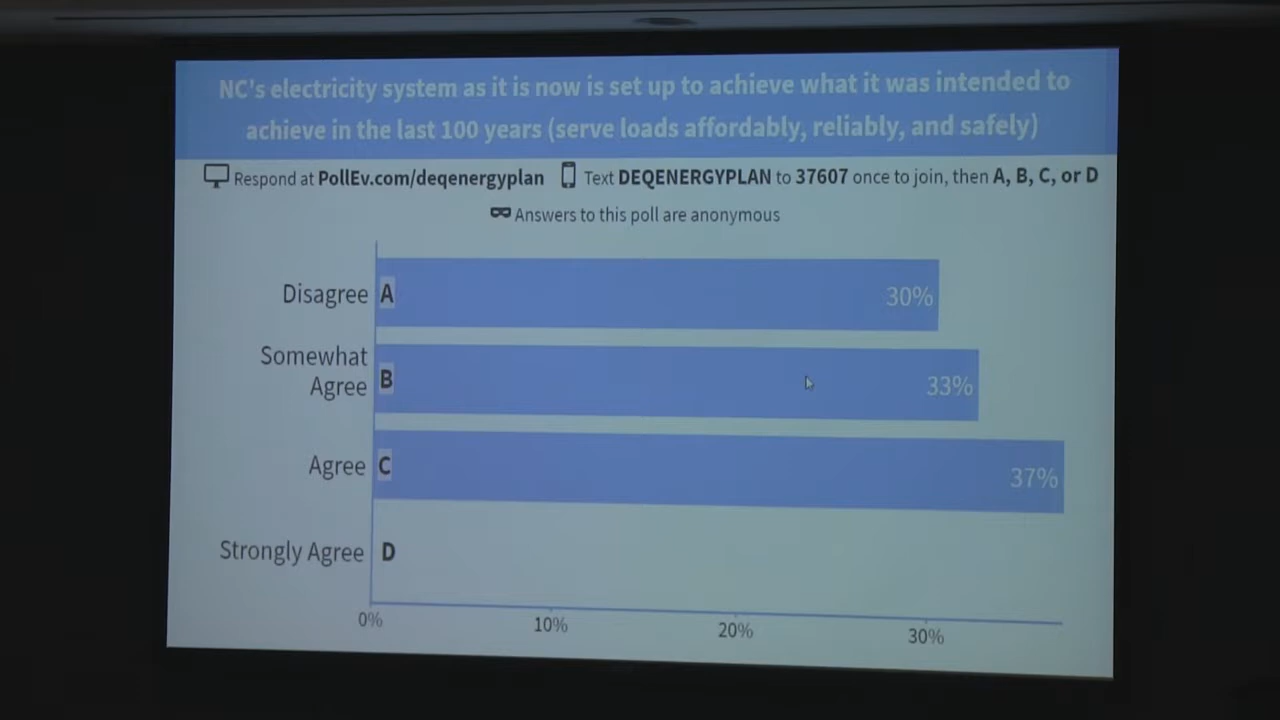 NC's electricity system as it is now is set up to achieve what it was intended to
achieve in the last 100 years (serve loads affordably, reliably, and safely)
Respond at PollEv.com/deqenergyplan Text DEQENERGYPLAN to 37607 once to join, then A, B, C, or D
Answers to this poll are anonymous
Disagree A 30%
Somewhat
Agree B 33%
Agree C 37%
Strongly Agree D
0% 10% 20% 30%